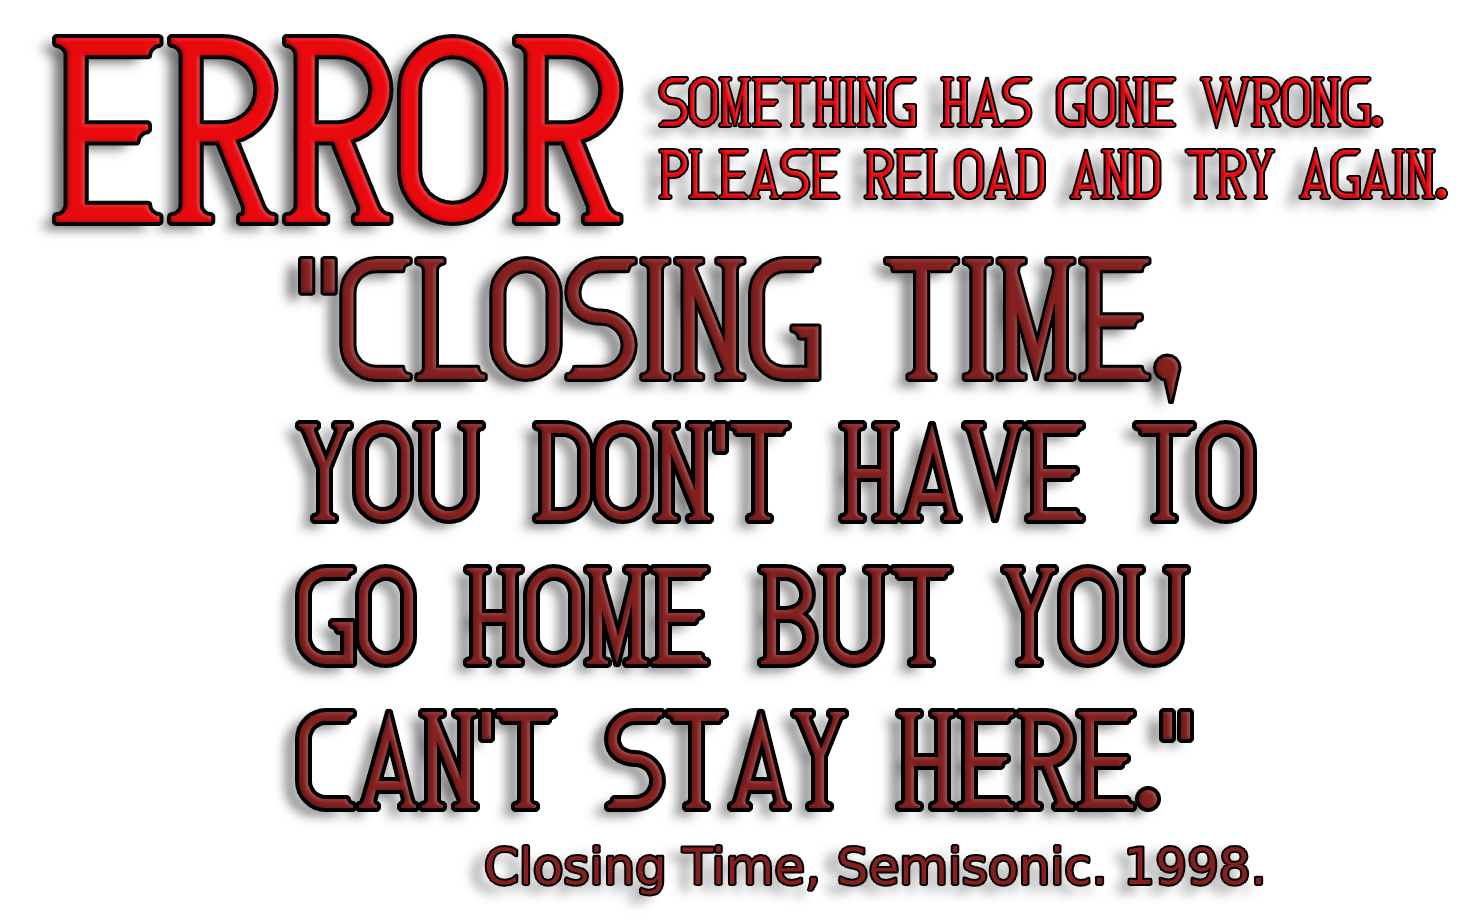 ERROR
SOMETHING HAS GONE WRONG.
PLEASE RELOAD AND TRY AGAIN.
"CLOSING TIME,
YOU DON'T HAVE TO
GO HOME BUT YOU
CAN'T STAY HERE."
Closing Time, Semisonic. 1998.